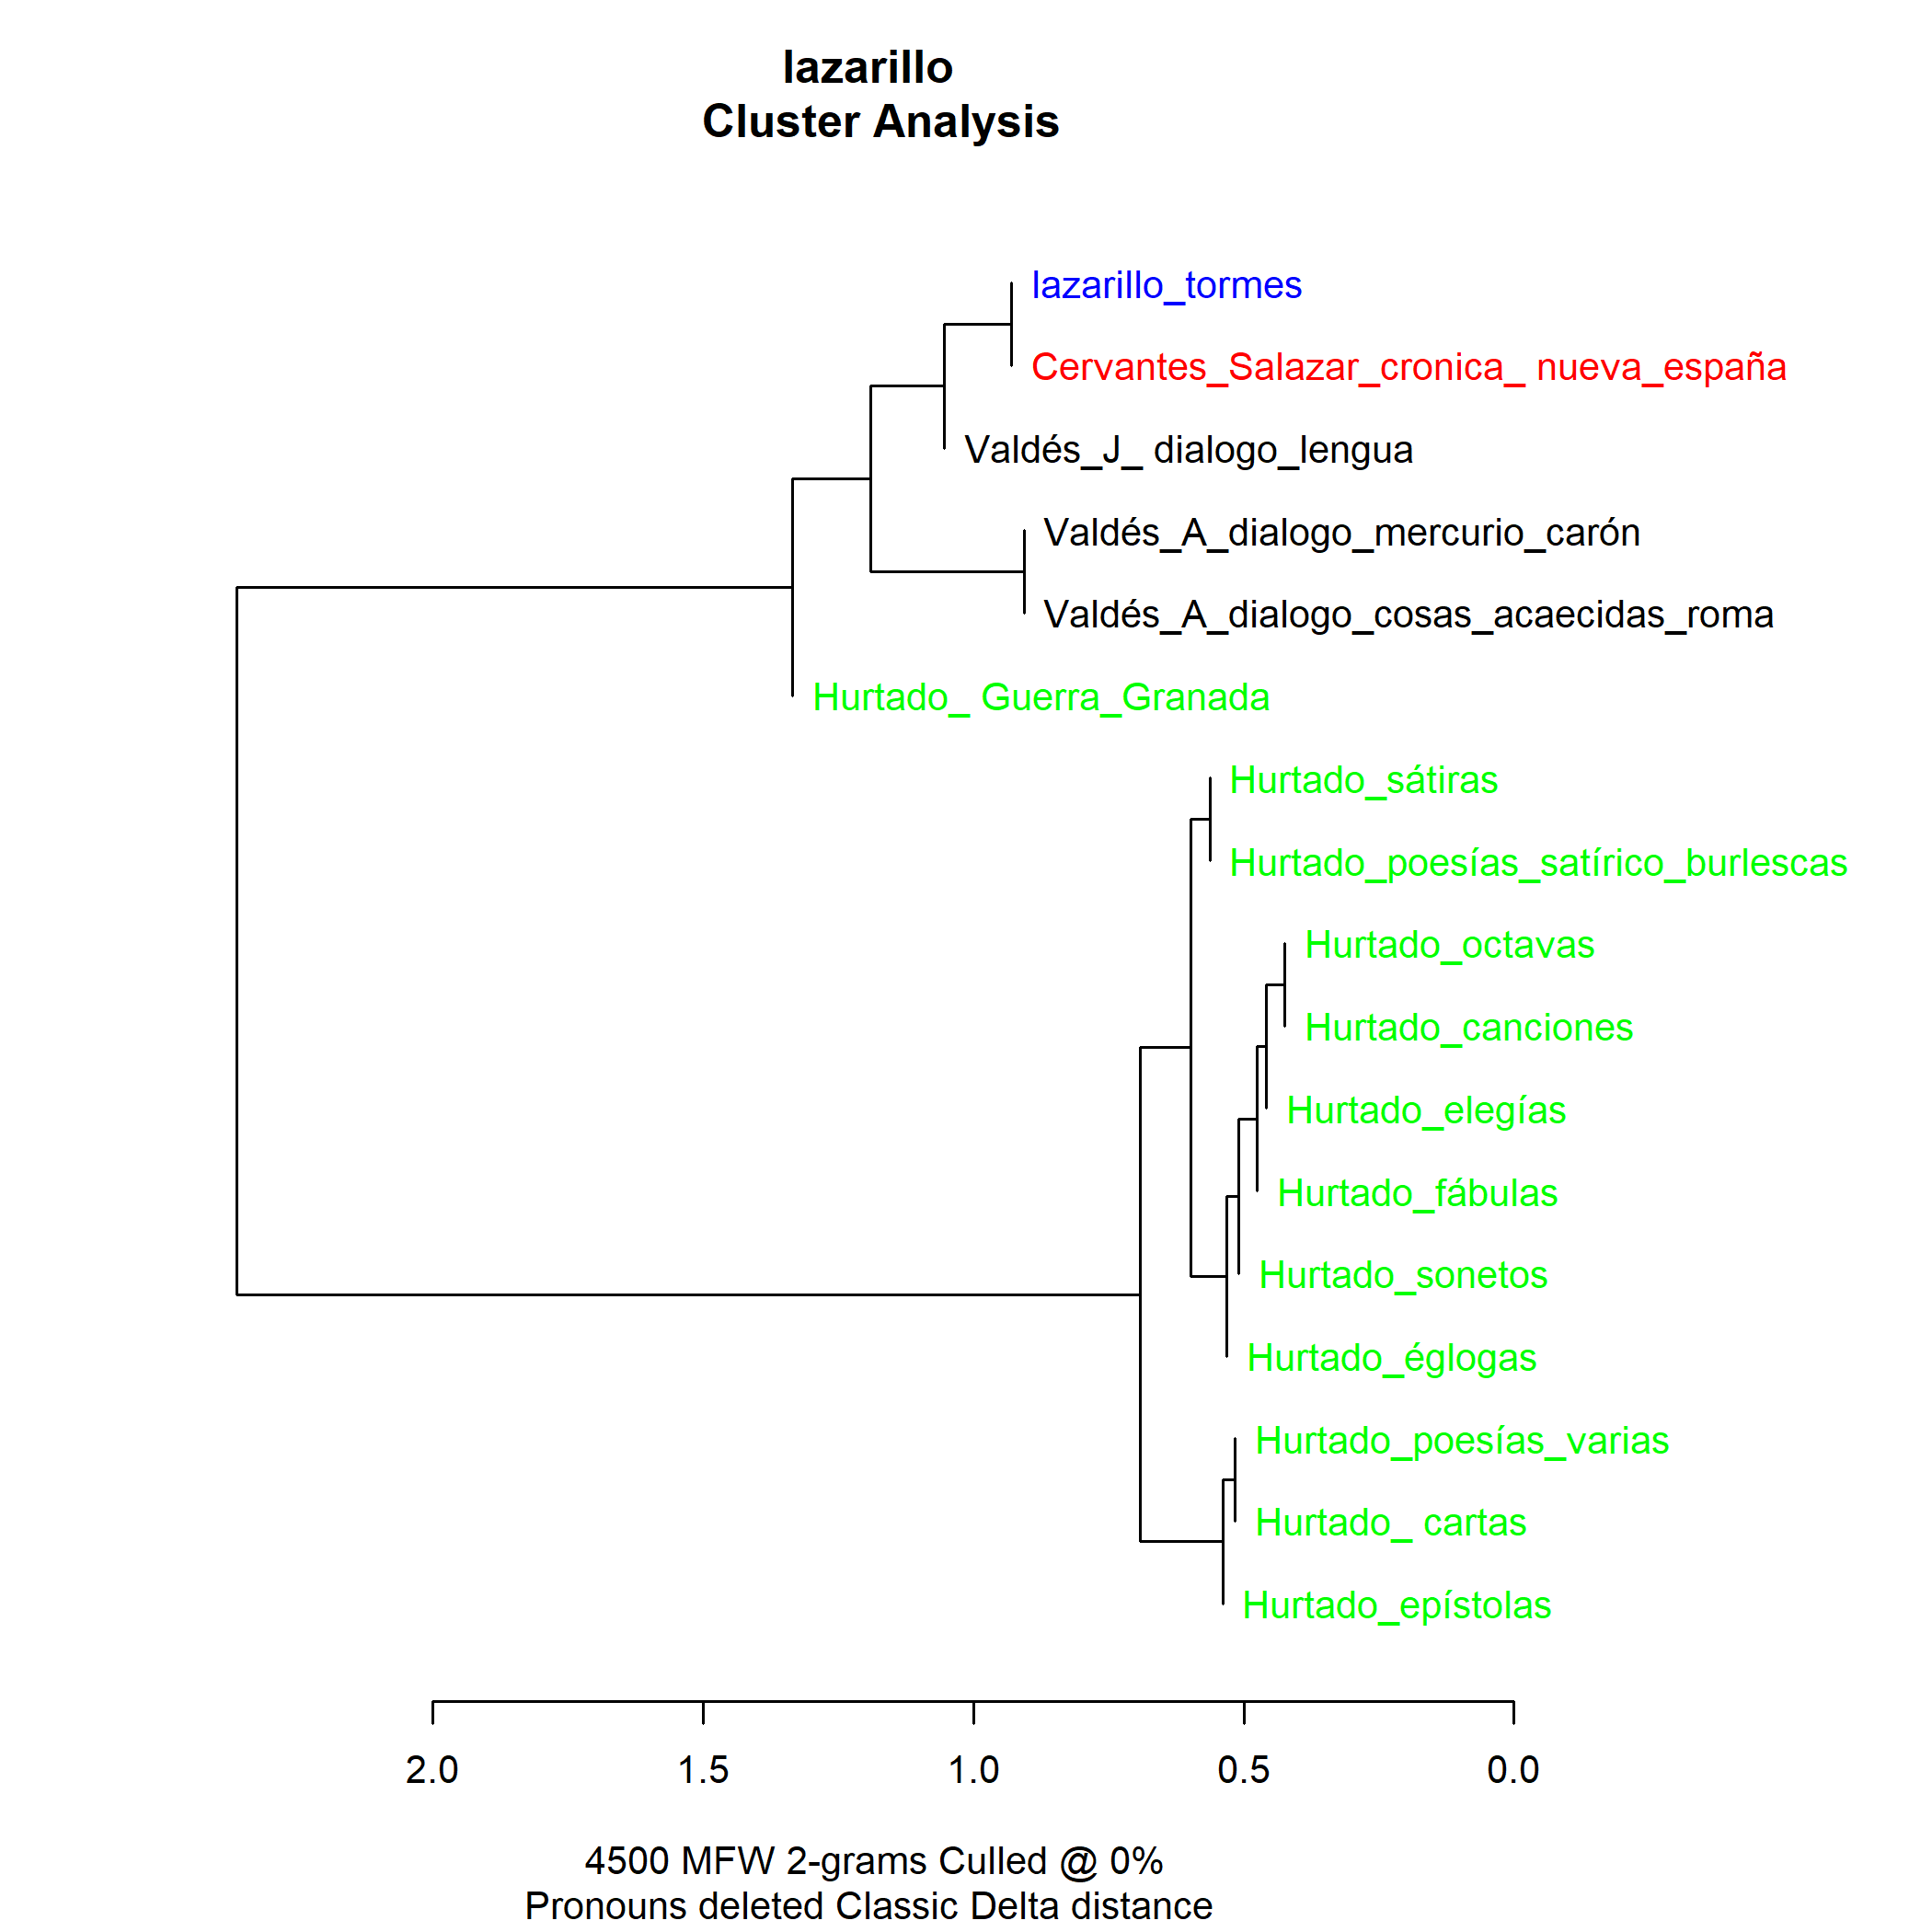 lazarillo
Cluster Analysis
lazarillo_tormes
Cervantes_Salazar_cronica_ nueva_españa
Valdés_J_ dialogo_lengua
Valdés_A_dialogo_mercurio_carón
Valdés_A_dialogo_cosas_acaecidas_roma
Hurtado_ Guerra_Granada
Hurtado_sátiras
Hurtado_poesías_satírico_burlescas
Hurtado_octavas
Hurtado_canciones
Hurtado_elegías
Hurtado_fábulas
Hurtado_sonetos
Hurtado_églogas
Hurtado_poesías_varias
Hurtado_ cartas
Hurtado_epístolas
2.0 1.5 1.0 0.5 0.0
4500 MFW 2-grams Culled @ 0%
Pronouns deleted Classic Delta distance